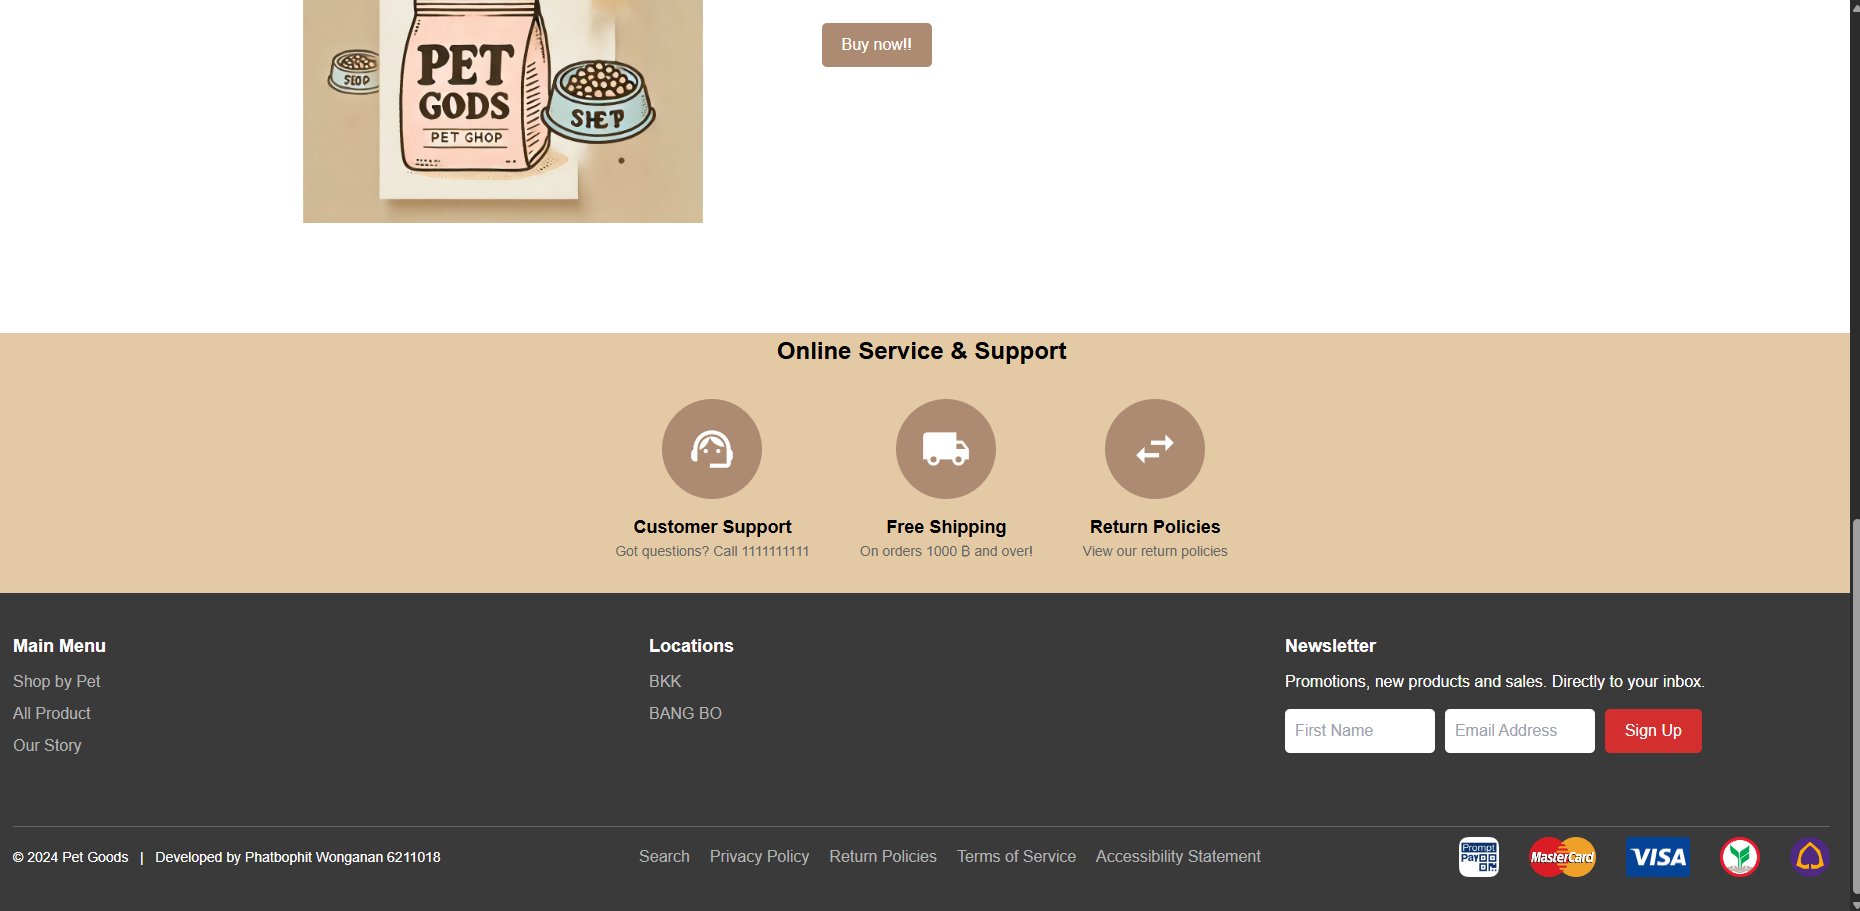 Buy now!!
PET
GODS
PET GHOP
SHEP
Online Service & Support
Customer Support
Got questions? Call 1111111111
Free Shipping
On orders 1000 B and over!
Return Policies
View our return policies
Main Menu
Shop by Pet
All Product
Our Story
Locations
BKK
BANG BO
Newsletter
Promotions, new products and sales. Directly to your inbox.
First Name
Email Address
Sign Up
© 2024 Pet Goods | Developed by Phatbophit Wonganan 6211018
Search
Privacy Policy
Return Policies
Terms of Service
Accessibility Statement
Prompt
Pay
MasterCard
VISA